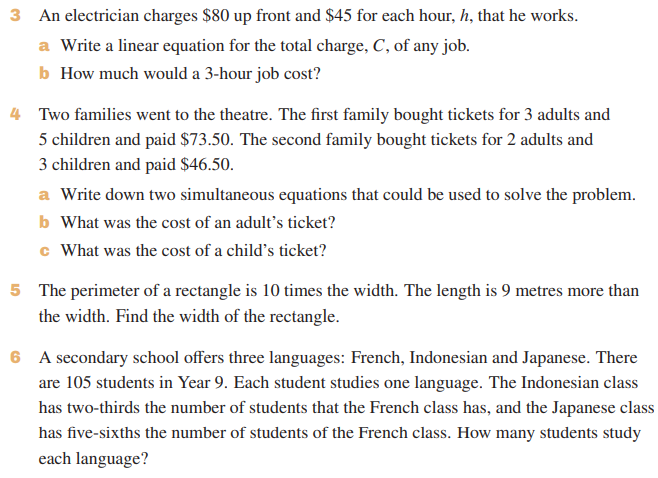 3 An electrician charges $80 up front and $45 for each hour, h, that he works.
a Write a linear equation for the total charge, C, of any job.
b How much would a 3-hour job cost?
4 Two families went to the theatre. The first family bought tickets for 3 adults and
5 children and paid $73.50. The second family bought tickets for 2 adults and
3 children and paid $46.50.
a Write down two simultaneous equations that could be used to solve the problem.
b What was the cost of an adult’s ticket?
c What was the cost of a child’s ticket?
5 The perimeter of a rectangle is 10 times the width. The length is 9 metres more than
the width. Find the width of the rectangle.
6 A secondary school offers three languages: French, Indonesian and Japanese. There
are 105 students in Year 9. Each student studies one language. The Indonesian class
has two-thirds the number of students that the French class has, and the Japanese class
has five-sixths the number of students of the French class. How many students study
each language?